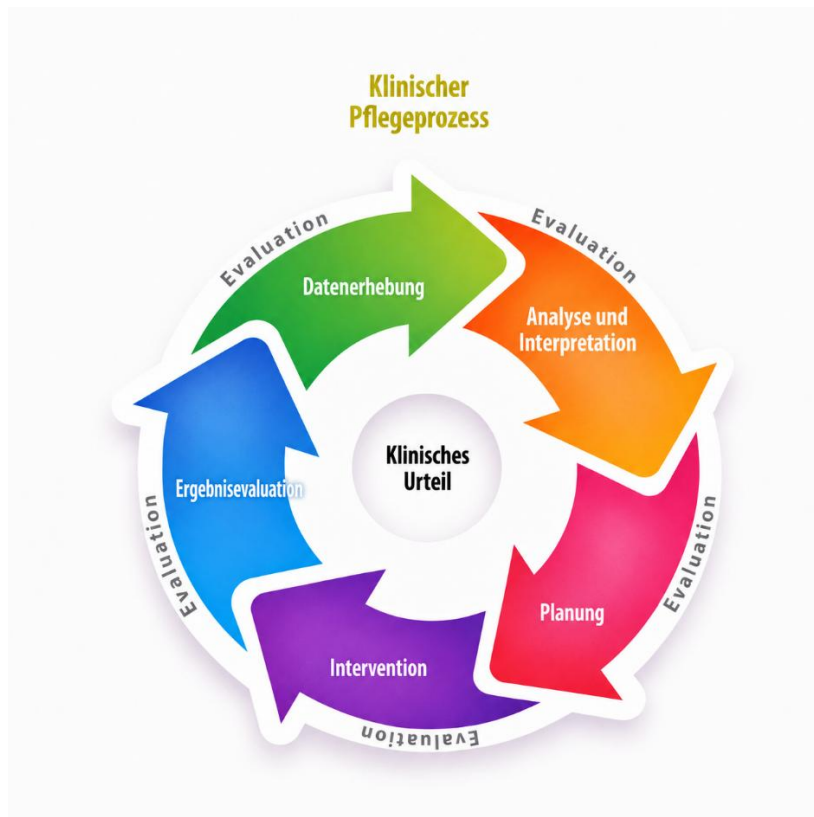 Klinischer
Pflegeprozess
Evaluation
Evaluation
Datenerhebung
Analyse und
Interpretation
Klinisches
Urteil
Ergebnisevaluation
Evaluation
Evaluation
Planung
Intervention
Evaluation